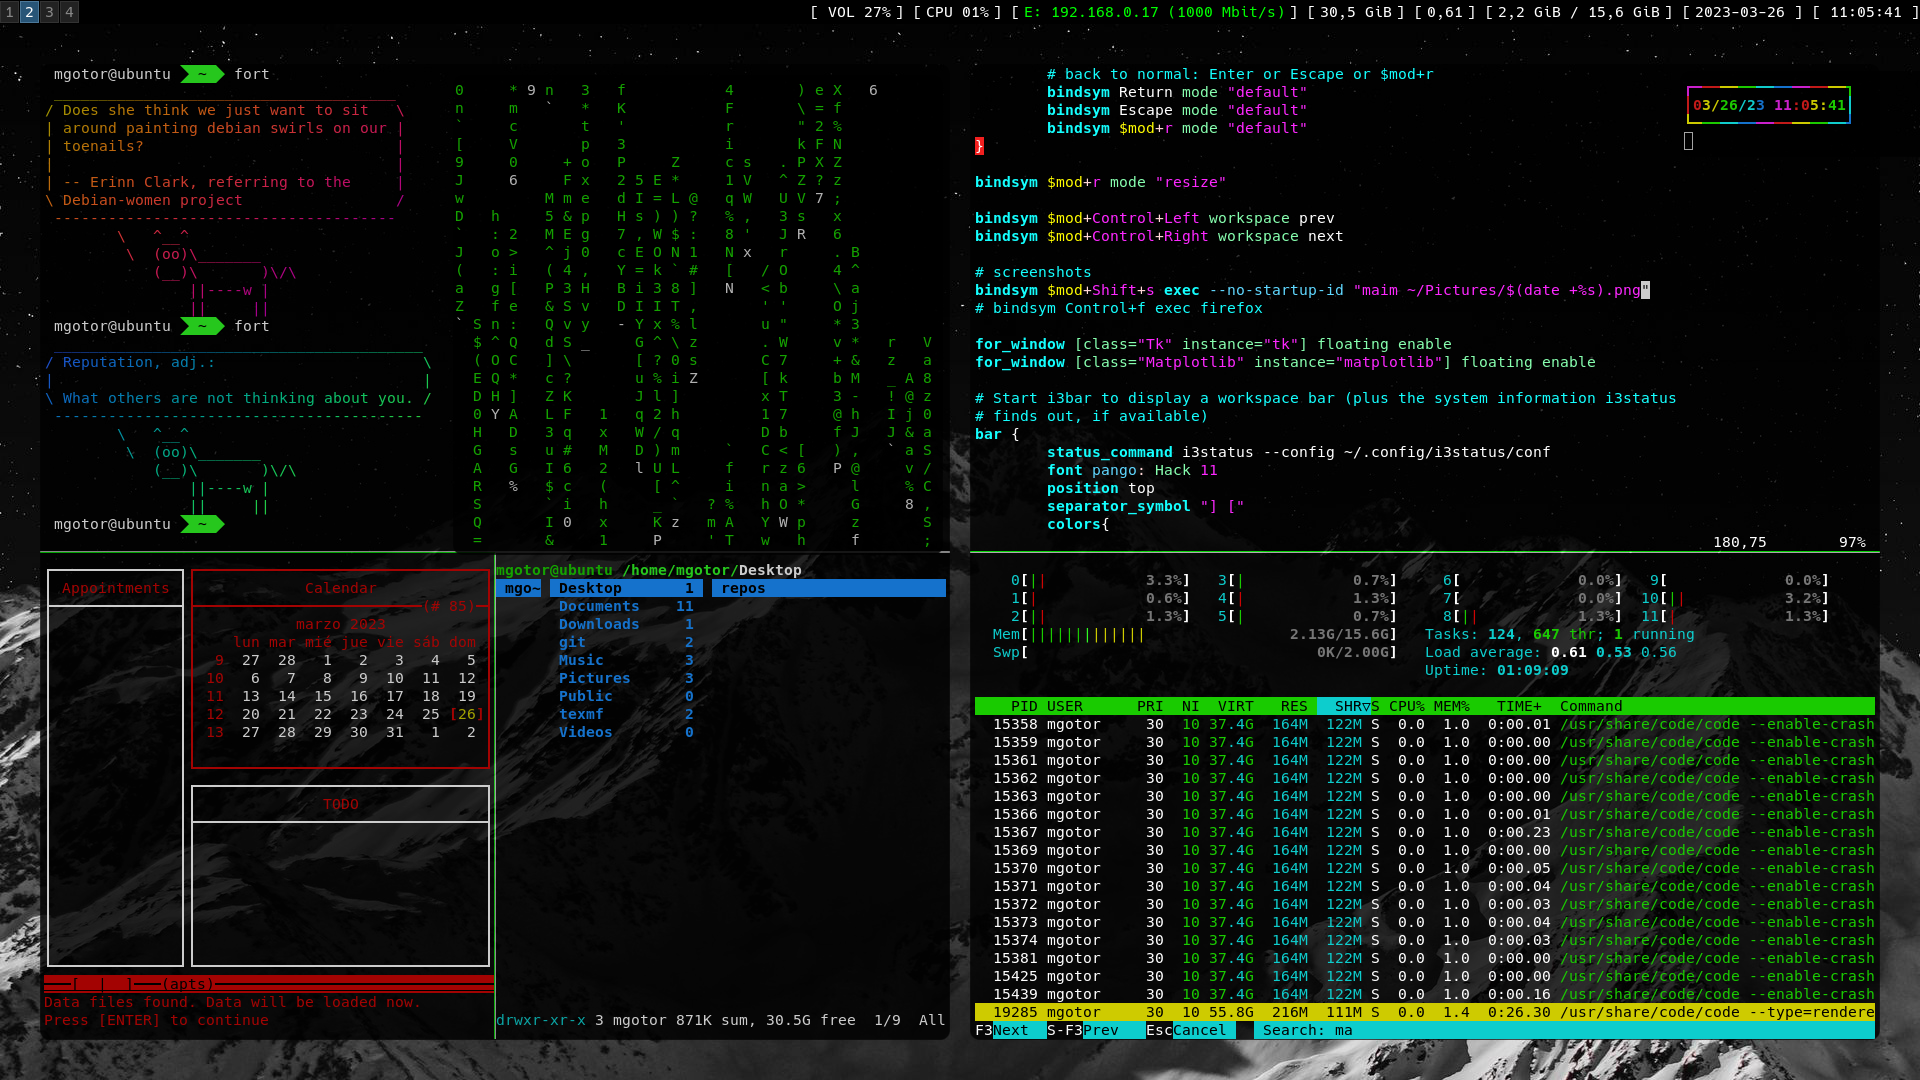 1 2 3 4
[ VOL 27% ] [ CPU 01% ] [ E: 192.168.0.17 (1000 Mbit/s) ] [ 30,5 GiB ] [ 0,61 ] [ 2,2 GiB / 15,6 GiB ] [ 2023-03-26 ] [ 11:05:41 ]
mgotor@ubuntu ~ fort
/ Does she think we just want to sit \
| around painting debian swirls on our |
| toenails? |
| |
| -- Erinn Clark, referring to the |
\ Debian-women project /
--------------------------------------
\ ^__^
\ (oo)\_______
(__)\ )\/\
||----w |
|| ||
mgotor@ubuntu ~ fort
/ Reputation, adj.: \
| |
\ What others are not thinking about you. /
-----------------------------------------
\ ^__^
\ (oo)\_______
(__)\ )\/\
||----w |
|| ||
mgotor@ubuntu ~
# back to normal: Enter or Escape or $mod+r
bindsym Return mode "default"
bindsym Escape mode "default"
bindsym $mod+r mode "default"
}
bindsym $mod+r mode "resize"
bindsym $mod+Control+Left workspace prev
bindsym $mod+Control+Right workspace next
# screenshots
bindsym $mod+Shift+s exec --no-startup-id "maim ~/Pictures/$(date +%s).png"
# bindsym Control+f exec firefox
for_window [class="Tk" instance="tk"] floating enable
for_window [class="Matplotlib" instance="matplotlib"] floating enable
# Start i3bar to display a workspace bar (plus the system information i3status
# finds out, if available)
bar {
status_command i3status --config ~/.config/i3status/conf
font pango: Hack 11
position top
separator_symbol "] ["
colors{
180,75 97%
03/26/23 11:05:41
Appointments
Calendar
(# 85)
marzo 2023
lun mar mié jue vie sáb dom
9 27 28 1 2 3 4 5
10 6 7 8 9 10 11 12
11 13 14 15 16 17 18 19
12 20 21 22 23 24 25 [26]
13 27 28 29 30 31 1 2
TODO
[ | ] (apts)
Data files found. Data will be loaded now.
Press [ENTER] to continue
mgotor@ubuntu /home/mgotor/Desktop
mgo~ Desktop 1 repos
Documents 11
Downloads 1
git 2
Music 3
Pictures 3
Public 0
texmf 2
Videos 0
drwxr-xr-x 3 mgotor 871K sum, 30.5G free 1/9 All
0[|| 3.3%] 3[| 0.7%] 6[ 0.0%] 9[ 0.0%]
1[| 0.6%] 4[| 1.3%] 7[ 0.0%] 10[|| 3.2%]
2[|| 1.3%] 5[| 0.7%] 8[|| 1.3%] 11[| 1.3%]
Mem[||||||||||||| 2.13G/15.6G] Tasks: 124, 647 thr; 1 running
Swp[ 0K/2.00G] Load average: 0.61 0.53 0.56
Uptime: 01:09:09
PID USER PRI NI VIRT RES SHR▽S CPU% MEM% TIME+ Command
15358 mgotor 30 10 37.4G 164M 122M S 0.0 1.0 0:00.01 /usr/share/code/code --enable-crash
15359 mgotor 30 10 37.4G 164M 122M S 0.0 1.0 0:00.00 /usr/share/code/code --enable-crash
15361 mgotor 30 10 37.4G 164M 122M S 0.0 1.0 0:00.00 /usr/share/code/code --enable-crash
15362 mgotor 30 10 37.4G 164M 122M S 0.0 1.0 0:00.00 /usr/share/code/code --enable-crash
15363 mgotor 30 10 37.4G 164M 122M S 0.0 1.0 0:00.00 /usr/share/code/code --enable-crash
15366 mgotor 30 10 37.4G 164M 122M S 0.0 1.0 0:00.01 /usr/share/code/code --enable-crash
15367 mgotor 30 10 37.4G 164M 122M S 0.0 1.0 0:00.23 /usr/share/code/code --enable-crash
15369 mgotor 30 10 37.4G 164M 122M S 0.0 1.0 0:00.00 /usr/share/code/code --enable-crash
15370 mgotor 30 10 37.4G 164M 122M S 0.0 1.0 0:00.05 /usr/share/code/code --enable-crash
15371 mgotor 30 10 37.4G 164M 122M S 0.0 1.0 0:00.04 /usr/share/code/code --enable-crash
15372 mgotor 30 10 37.4G 164M 122M S 0.0 1.0 0:00.03 /usr/share/code/code --enable-crash
15373 mgotor 30 10 37.4G 164M 122M S 0.0 1.0 0:00.04 /usr/share/code/code --enable-crash
15374 mgotor 30 10 37.4G 164M 122M S 0.0 1.0 0:00.03 /usr/share/code/code --enable-crash
15381 mgotor 30 10 37.4G 164M 122M S 0.0 1.0 0:00.00 /usr/share/code/code --enable-crash
15425 mgotor 30 10 37.4G 164M 122M S 0.0 1.0 0:00.00 /usr/share/code/code --enable-crash
15439 mgotor 30 10 37.4G 164M 122M S 0.0 1.0 0:00.16 /usr/share/code/code --enable-crash
19285 mgotor 30 10 55.8G 216M 111M S 0.0 1.4 0:26.30 /usr/share/code/code --type=rendere
F3Next S-F3Prev EscCancel Search: ma